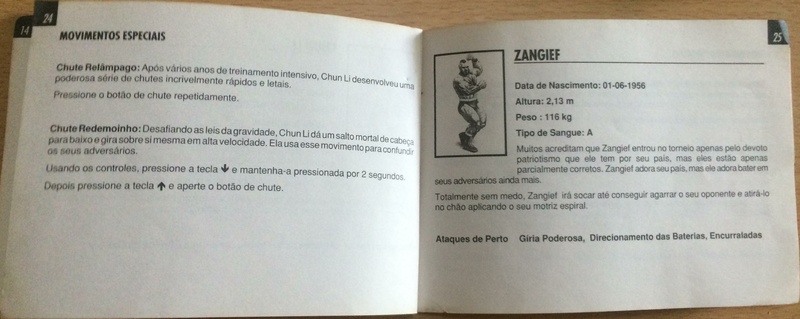 14
24
MOVIMENTOS ESPECIAIS
Chute Relâmpago: Após vários anos de treinamento intensivo, Chun Li desenvolveu uma
poderosa série de chutes incrivelmente rápidos e letais.
Pressione o botão de chute repetidamente.
Chute Redemoinho: Desafiando as leis da gravidade, Chun Li dá um salto mortal de cabeça
para baixo e gira sobre si mesma em alta velocidade. Ela usa esse movimento para confundir
os seus adversários.
Usando os controles, pressione a tecla ↓ e mantenha-a pressionada por 2 segundos.
Depois pressione a tecla ↑ e aperte o botão de chute.
25
ZANGIEF
Data de Nascimento: 01-06-1956
Altura: 2,13 m
Peso : 116 kg
Tipo de Sangue: A
Muitos acreditam que Zangief entrou no torneio apenas pelo devoto
patriotismo que ele tem por seu país, mas eles estão apenas
parcialmente corretos. Zangief adora seu país, mas ele adora bater em
seus adversários ainda mais.
Totalmente sem medo, Zangief irá socar até conseguir agarrar o seu oponente e atirá-lo
no chão aplicando o seu motriz espiral.
Ataques de Perto Giria Poderosa, Direcionamento das Baterias, Encurraladas